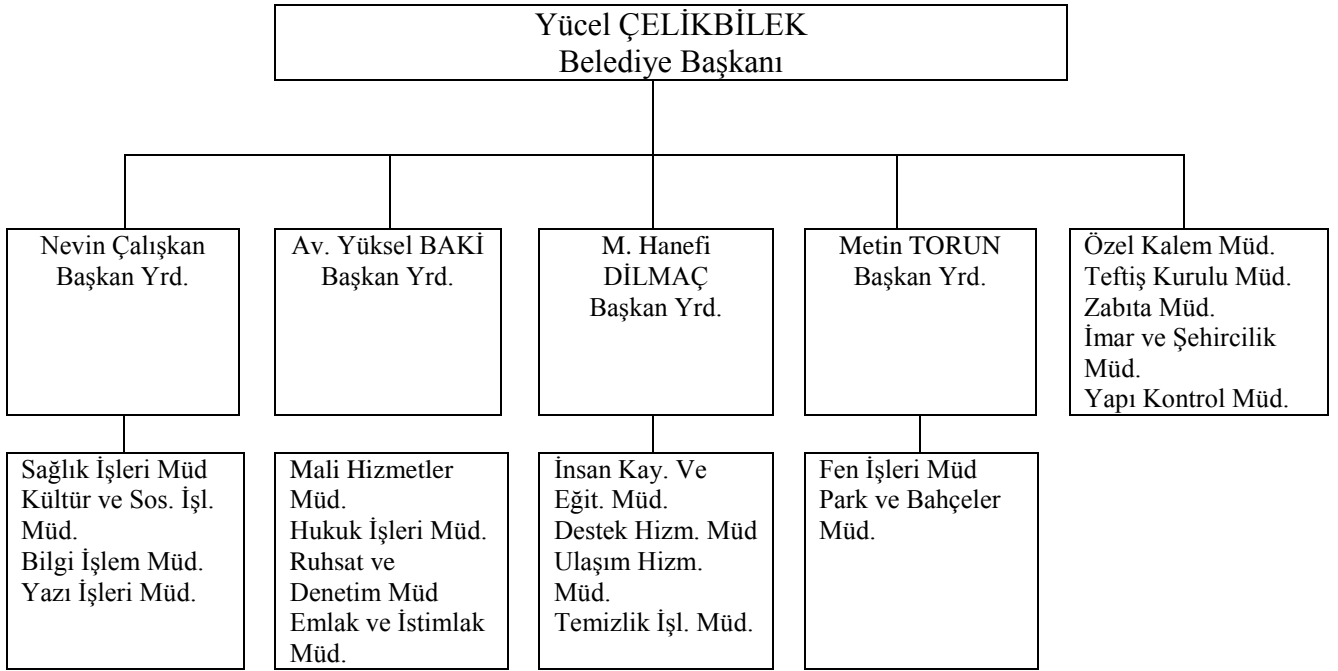 Yücel ÇELİKBİLEK
Belediye Başkanı
Nevin Çalışkan
Başkan Yrd.
Av. Yüksel BAKİ
Başkan Yrd.
M. Hanefi
DİLMAÇ
Başkan Yrd.
Metin TORUN
Başkan Yrd.
Özel Kalem Müd.
Teftiş Kurulu Müd.
Zabıta Müd.
İmar ve Şehircilik
Müd.
Yapı Kontrol Müd.
Sağlık İşleri Müd
Kültür ve Sos. İşl.
Müd.
Bilgi İşlem Müd.
Yazı İşleri Müd.
Mali Hizmetler
Müd.
Hukuk İşleri Müd.
Ruhsat ve
Denetim Müd
Emlak ve İstimlak
Müd.
İnsan Kay. Ve
Eğit. Müd.
Destek Hizm. Müd
Ulaşım Hizm.
Müd.
Temizlik İşl. Müd.
Fen İşleri Müd
Park ve Bahçeler
Müd.